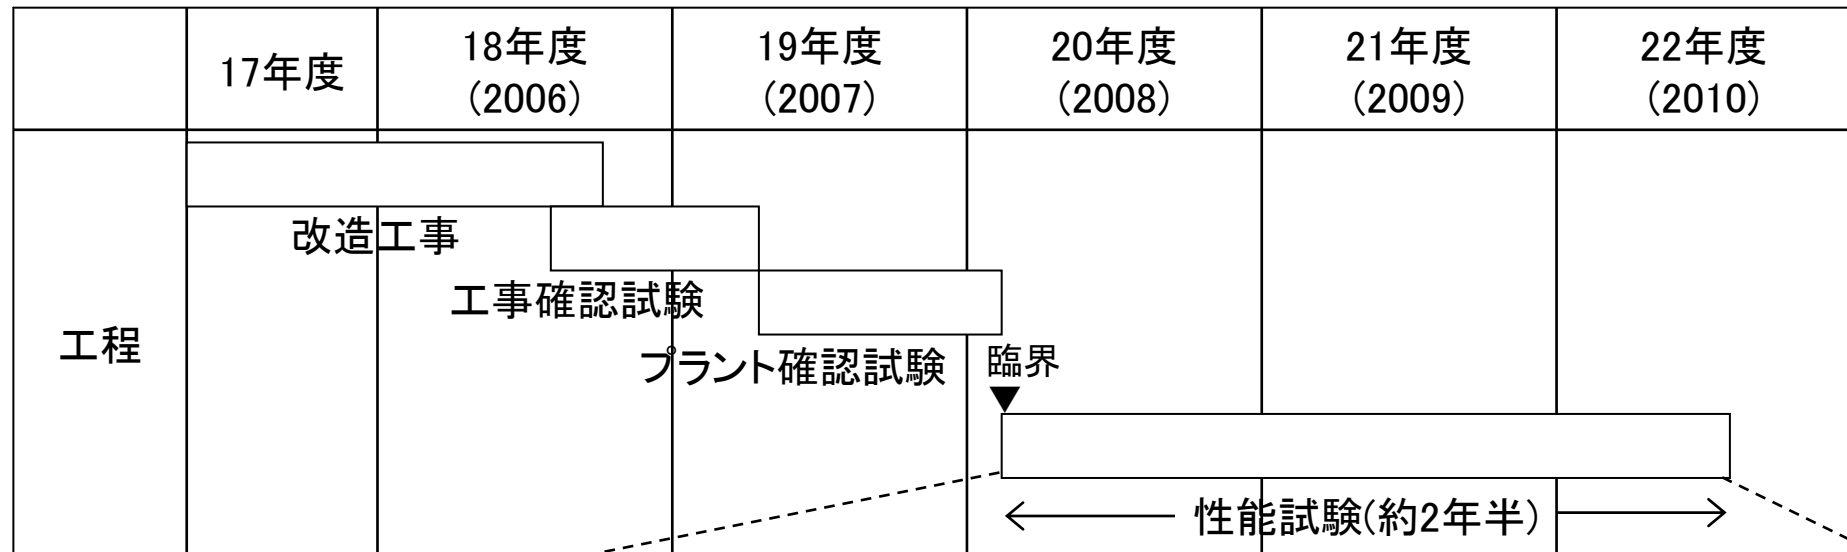 17年度
18年度
(2006)
19年度
(2007)
20年度
(2008)
21年度
(2009)
22年度
(2010)
工程
改造工事
工事確認試験
プラント確認試験
臨界
性能試験(約2年半)